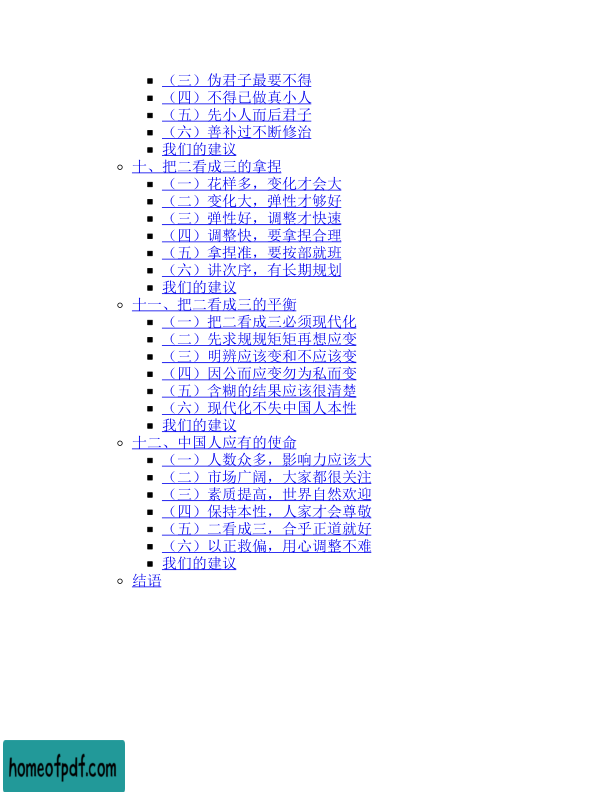 （三）伪君子最要不得
（四）不得已做真小人
（五）先小人而后君子
（六）善补过不断修治
我们的建议
十、把二看成三的拿捏
（一）花样多，变化才会大
（二）变化大，弹性才够好
（三）弹性好，调整才快速
（四）调整快，要拿捏合理
（五）拿捏准，要按部就班
（六）讲次序，有长期规划
我们的建议
十一、把二看成三的平衡
（一）把二看成三必须现代化
（二）先求规规矩矩再想应变
（三）明辨应该变和不应该变
（四）因公而应变勿为私而变
（五）含糊的结果应该很清楚
（六）现代化不失中国人本性
我们的建议
十二、中国人应有的使命
（一）人数众多，影响力应该大
（二）市场广阔，大家都很关注
（三）素质提高，世界自然欢迎
（四）保持本性，人家才会尊敬
（五）二看成三，合乎正道就好
（六）以正救偏，用心调整不难
我们的建议
结语
homeofpdf.com